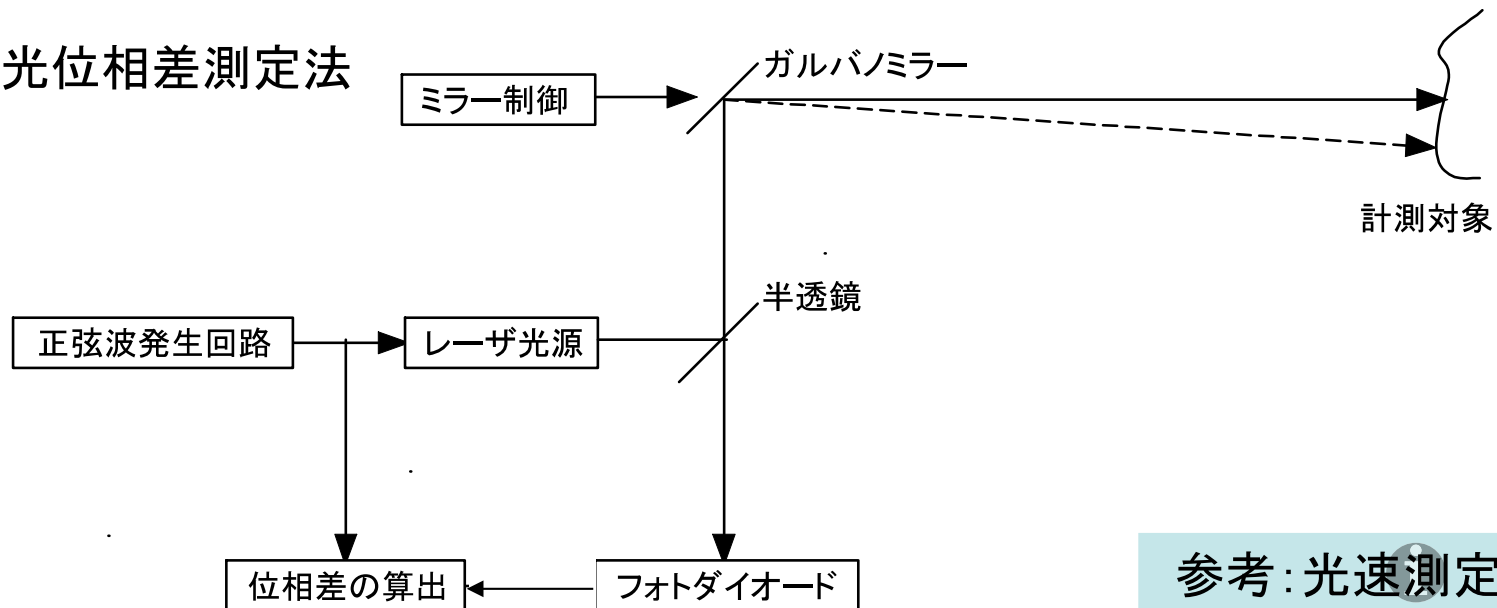 光位相差測定法
ガルバノミラー
ミラー制御
計測対象
半透鏡
正弦波発生回路
レーザ光源
位相差の算出
フォトダイオード
参考:光速測定